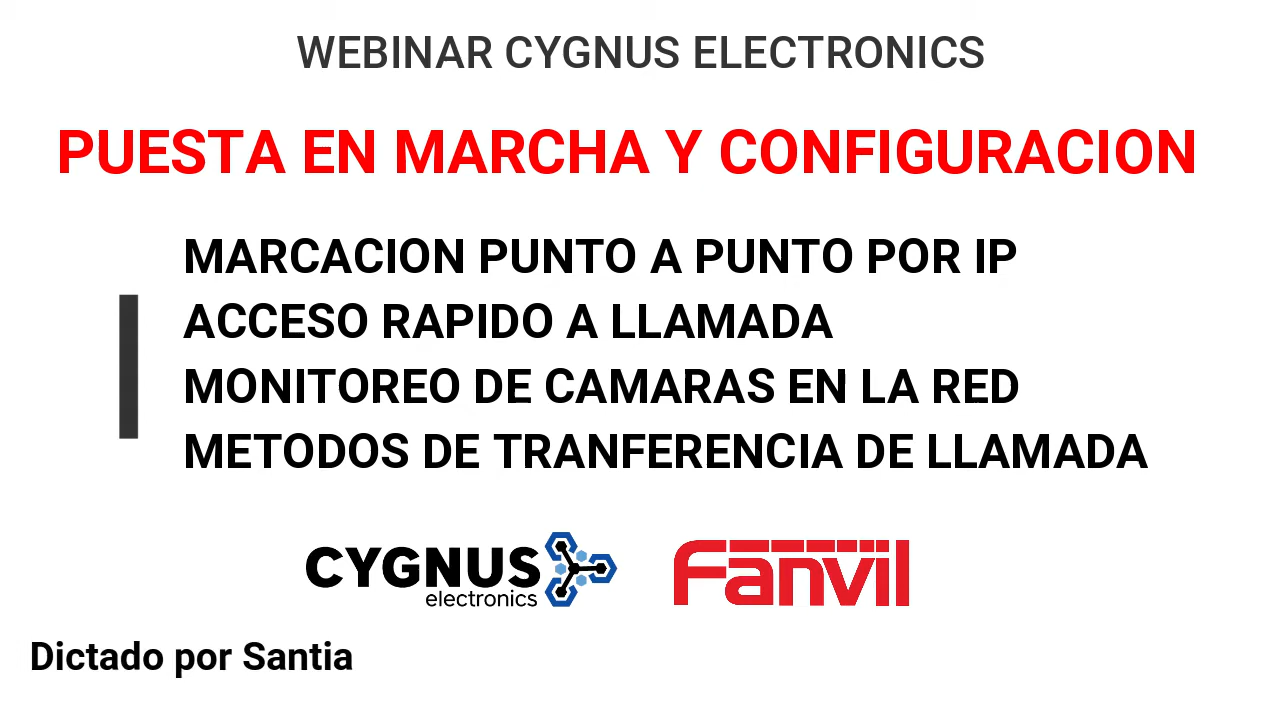 WEBINAR CYGNUS ELECTRONICS
PUESTA EN MARCHA Y CONFIGURACION
MARCACION PUNTO A PUNTO POR IP
ACCESO RAPIDO A LLAMADA
MONITOREO DE CAMARAS EN LA RED
METODOS DE TRANFERENCIA DE LLAMADA
CYGNUS
electronics
Fanvil
Dictado por Santia